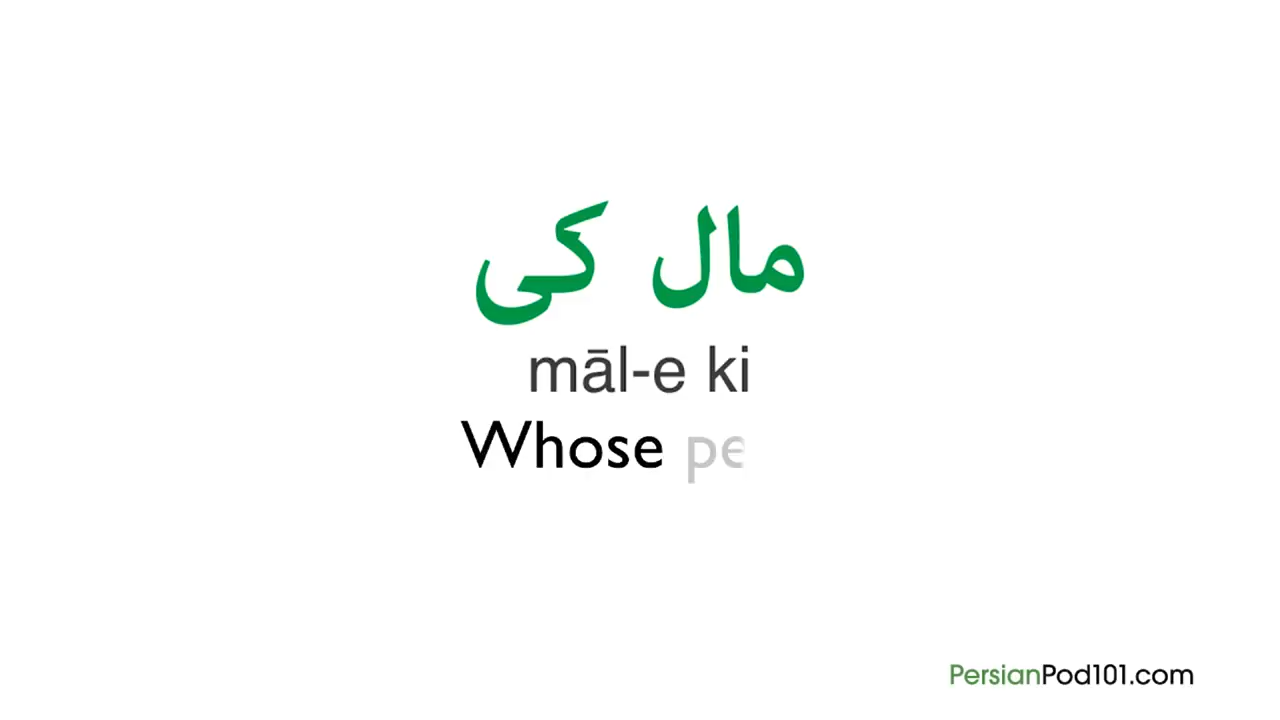 مال کی
māl-e ki
Whose
PersianPod101.com